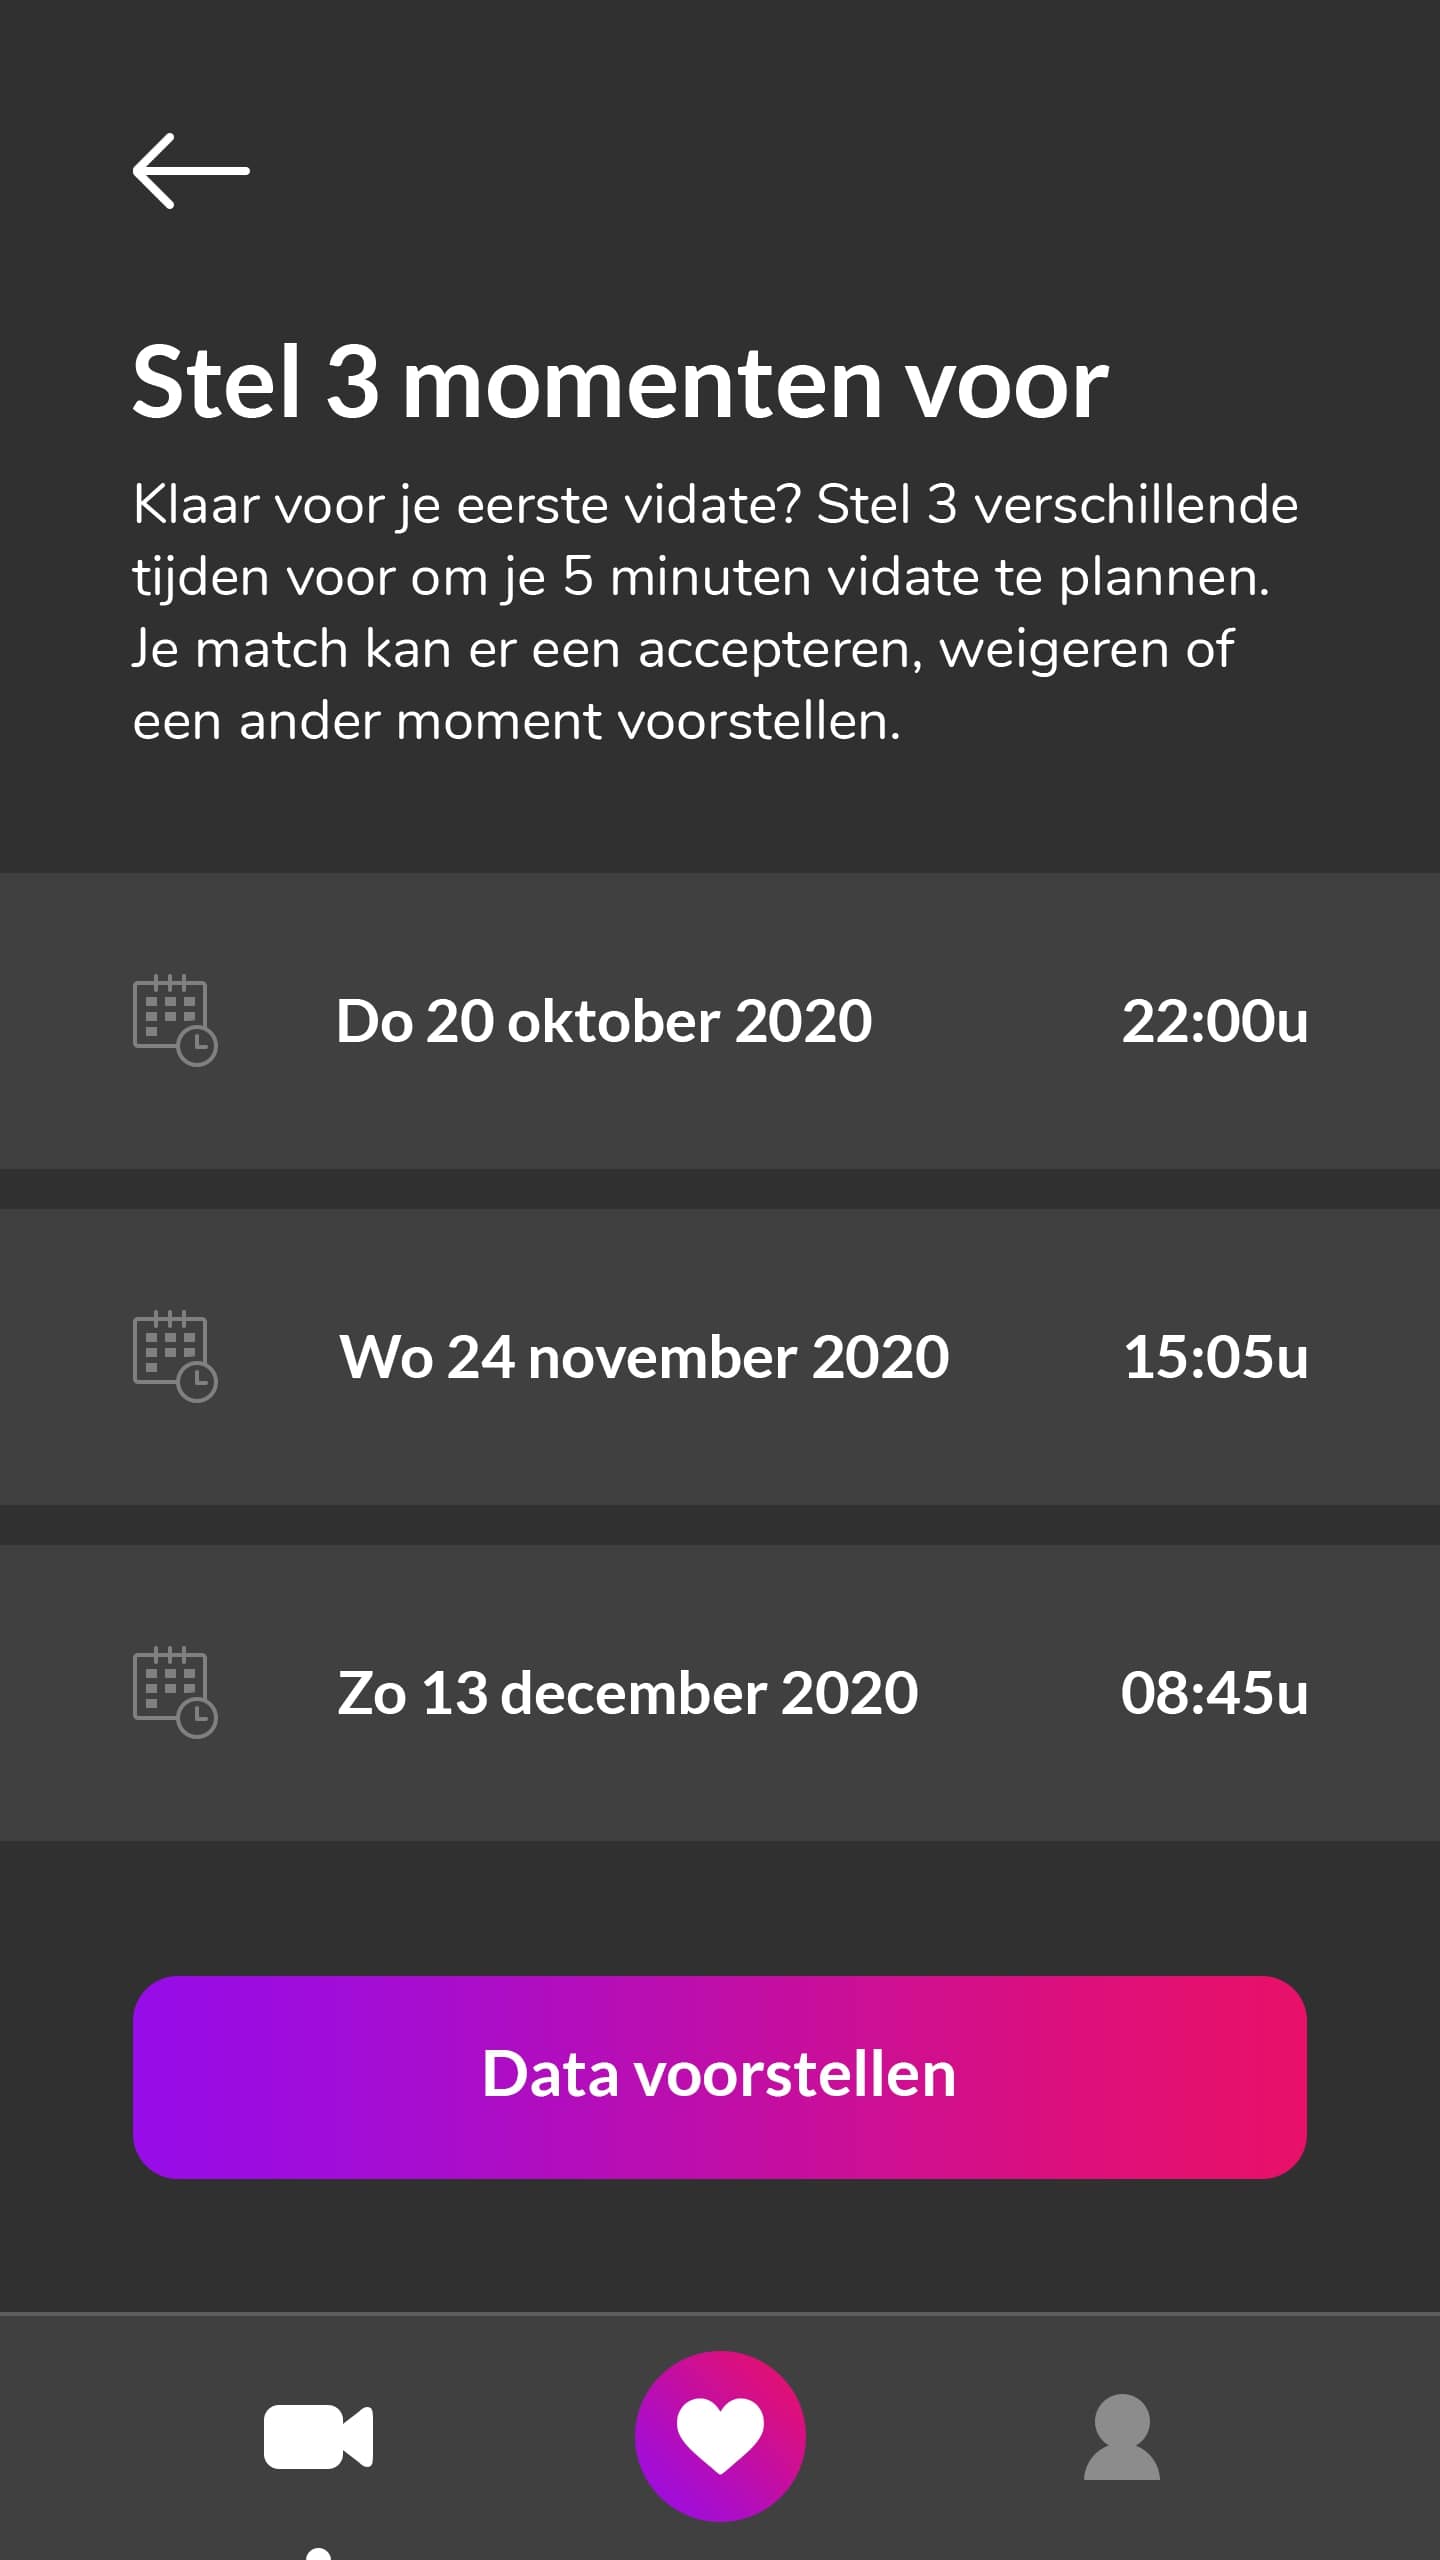 Stel 3 momenten voor
Klaar voor je eerste vidate? Stel 3 verschillende
tijden voor om je 5 minuten vidate te plannen.
Je match kan er een accepteren, weigeren of
een ander moment voorstellen.
Do 20 oktober 2020 22:00u
Wo 24 november 2020 15:05u
Zo 13 december 2020 08:45u
Data voorstellen